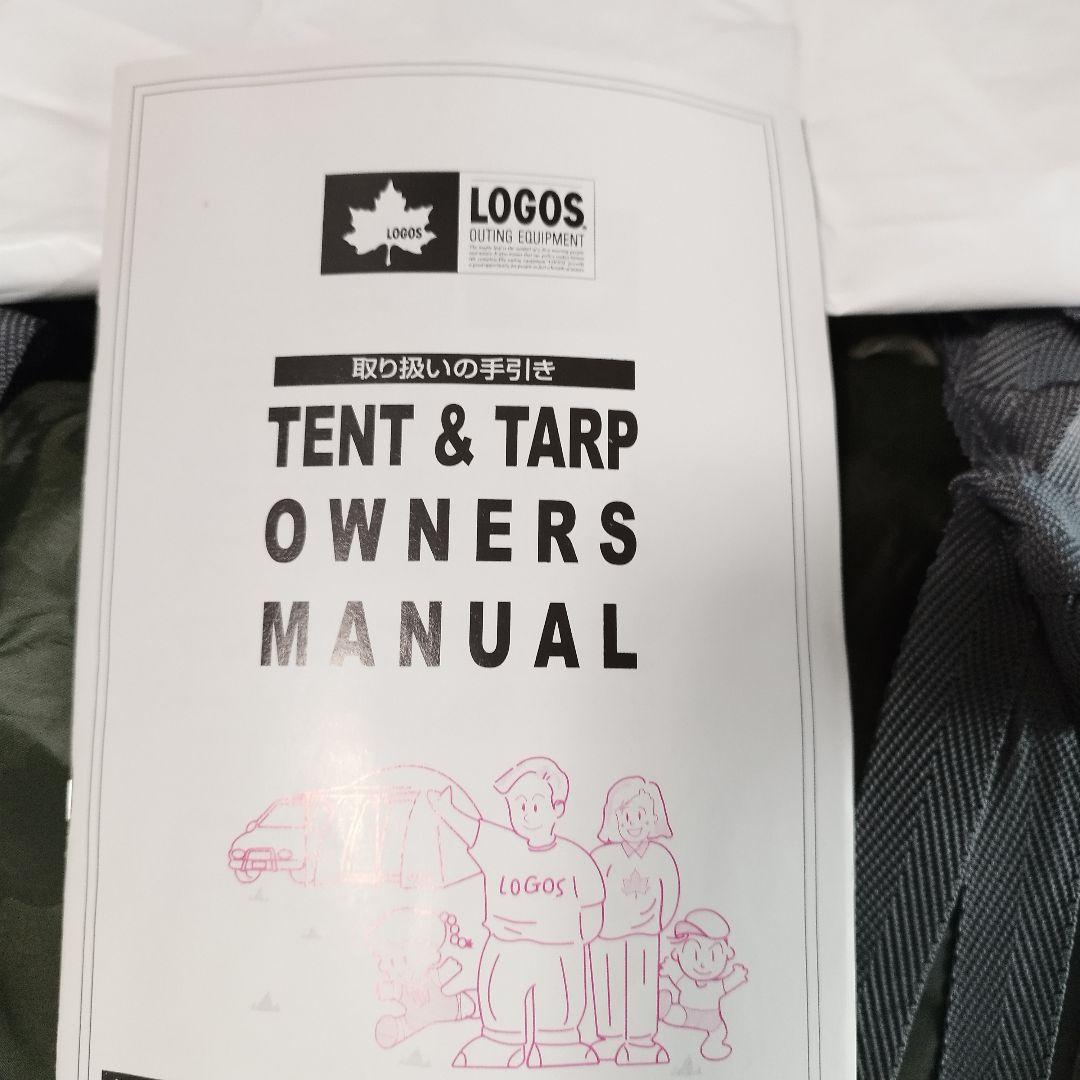 LOGOS
LOGOS
OUTING EQUIPMENT
取り扱いの手引き
TENT & TARP
OWNERS
MANUAL
LOGOS